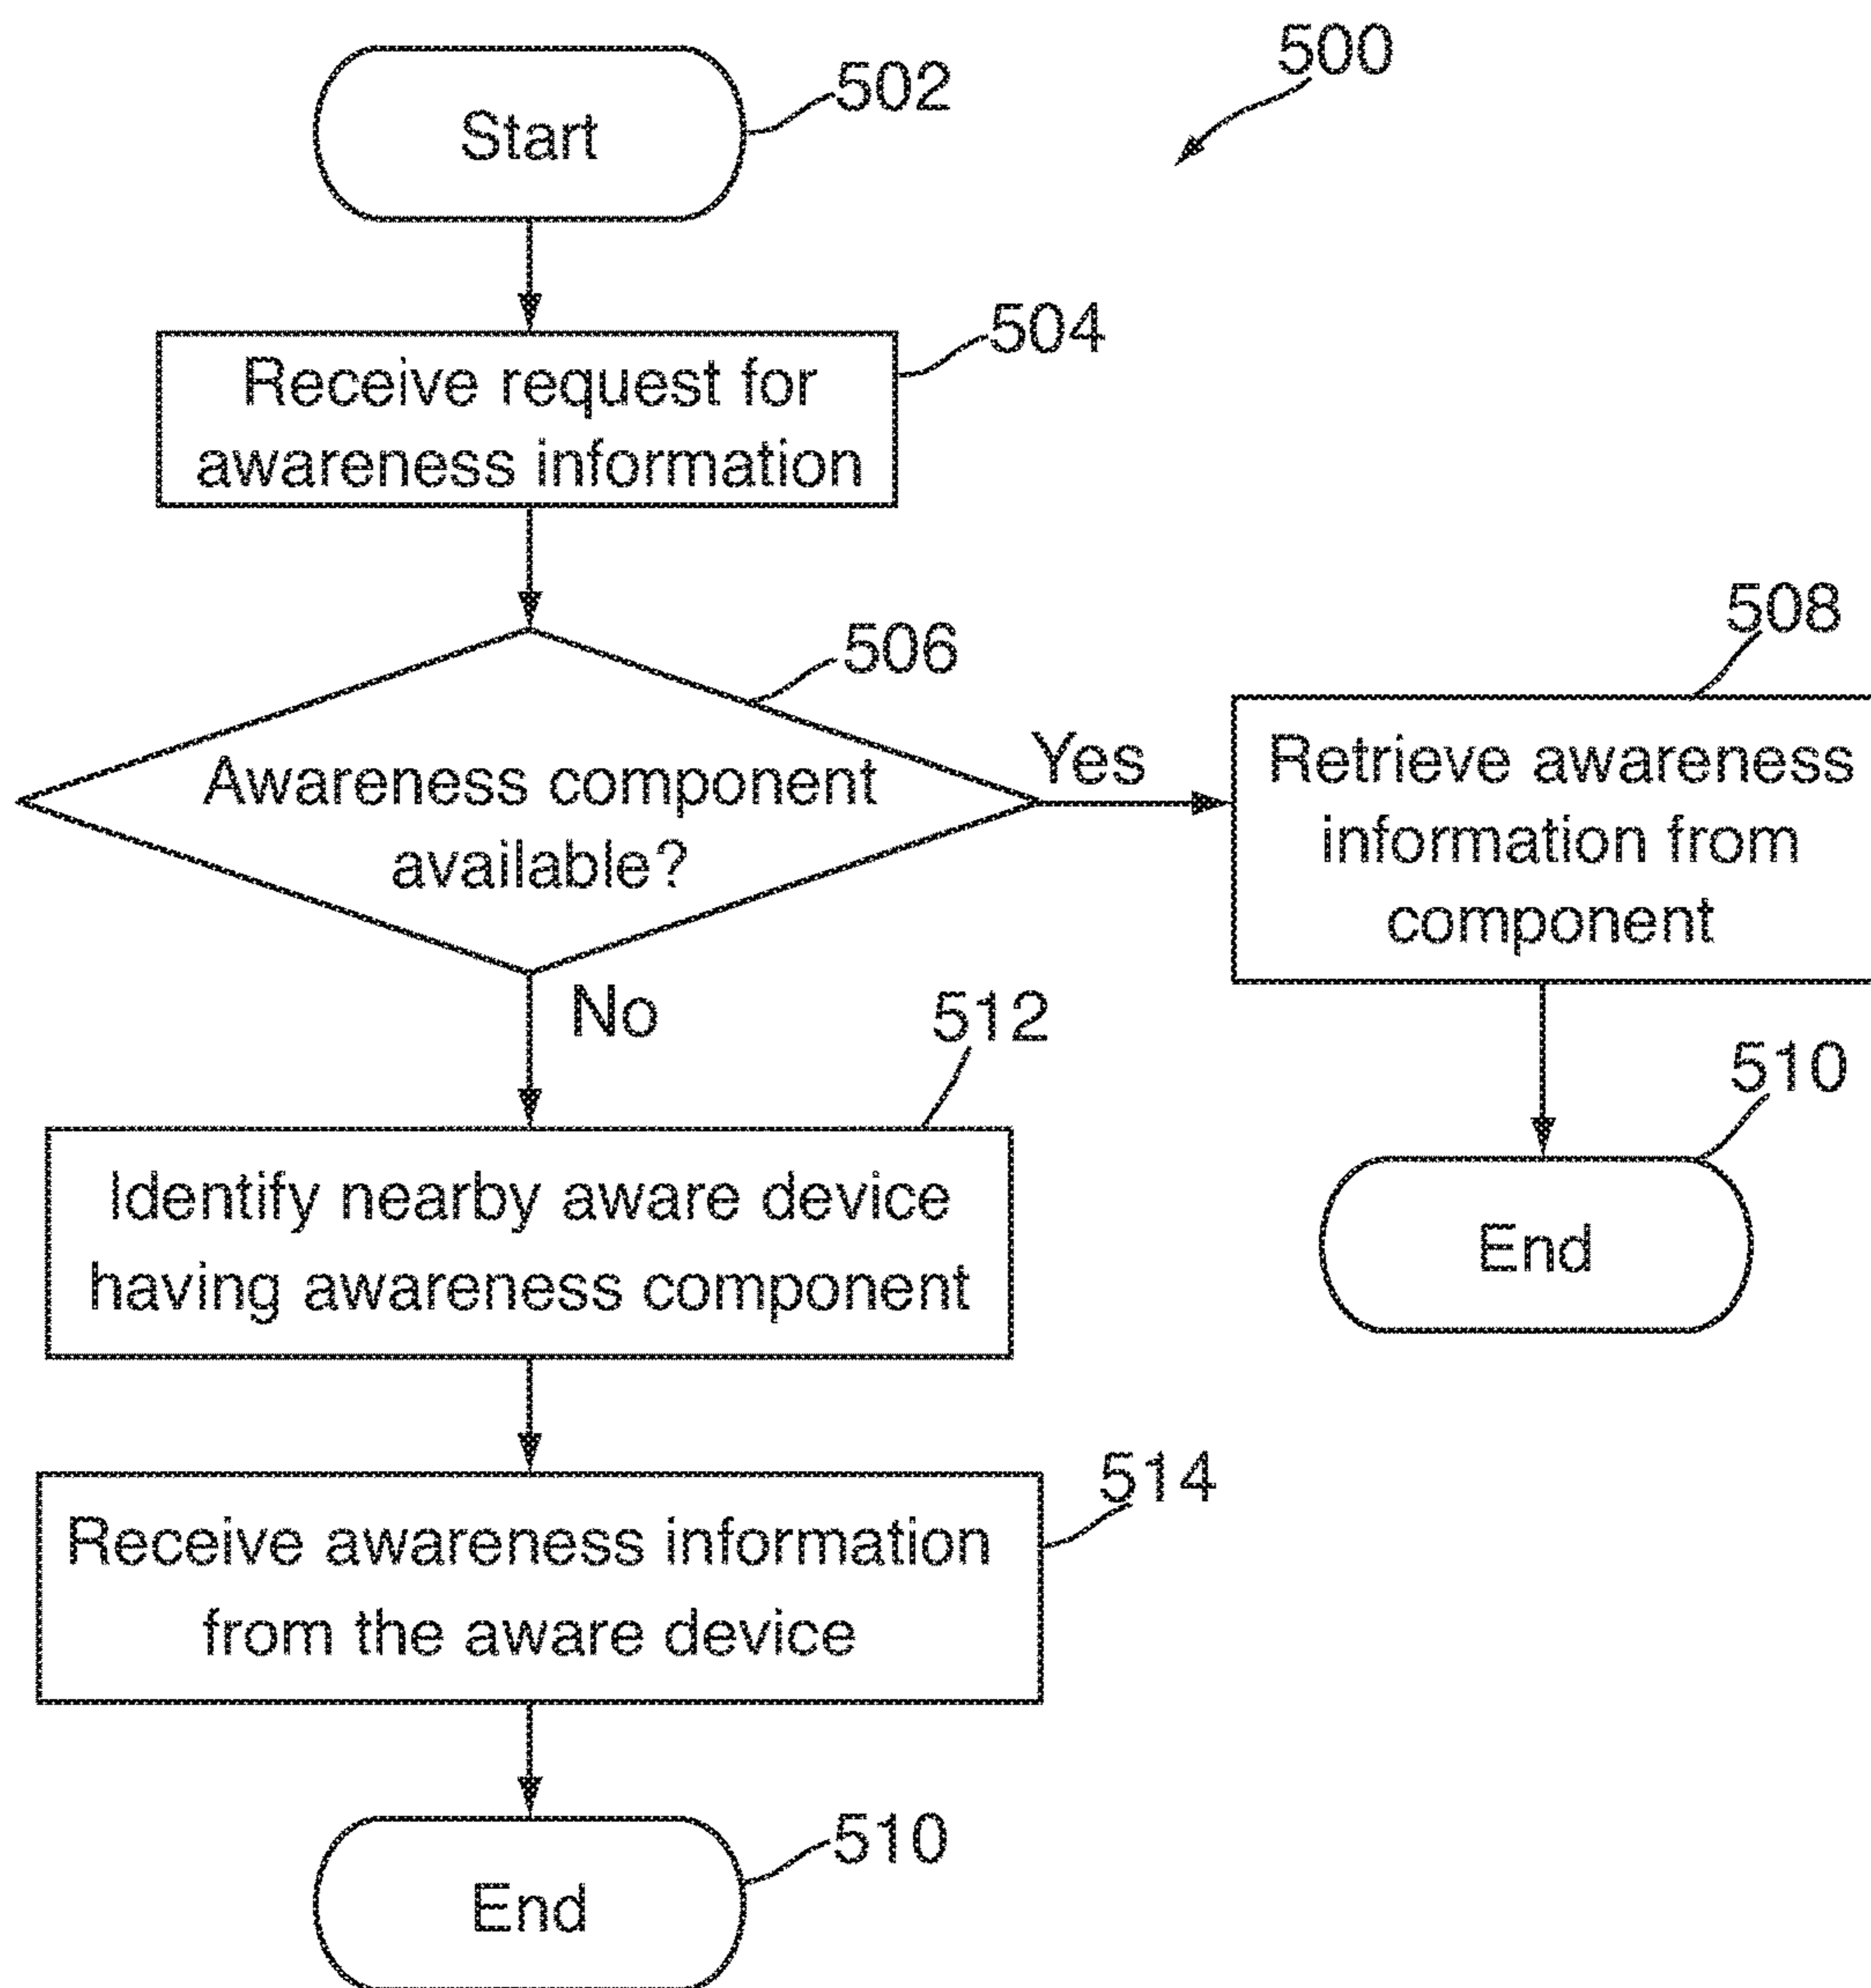 500
502
Start
504
Receive request for
awareness information
506
Awareness component
available?
Yes
508
Retrieve awareness
information from
component
510
End
No
512
Identify nearby aware device
having awareness component
514
Receive awareness information
from the aware device
510
End